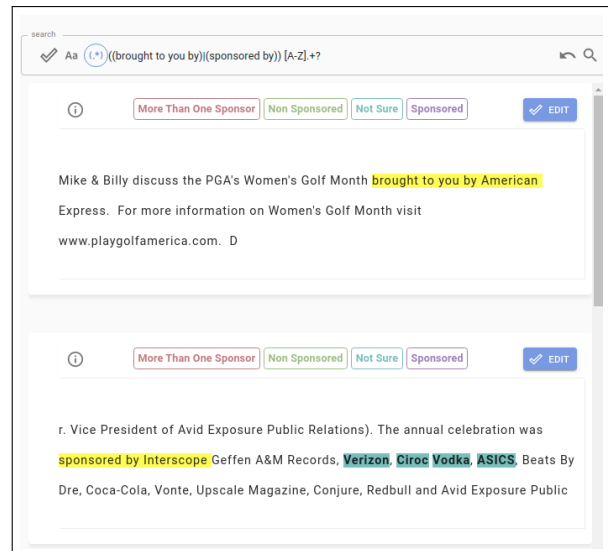 search
Aa (.*) ((brought to you by)|(sponsored by)) [A-Z].+?
More Than One Sponsor Non Sponsored Not Sure Sponsored EDIT
Mike & Billy discuss the PGA's Women's Golf Month brought to you by American
Express.  For more information on Women's Golf Month visit
www.playgolfamerica.com.  D
More Than One Sponsor Non Sponsored Not Sure Sponsored EDIT
r. Vice President of Avid Exposure Public Relations). The annual celebration was
sponsored by Interscope Geffen A&M Records, Verizon, Ciroc Vodka, ASICS, Beats By
Dre, Coca-Cola, Vonte, Upscale Magazine, Conjure, Redbull and Avid Exposure Public